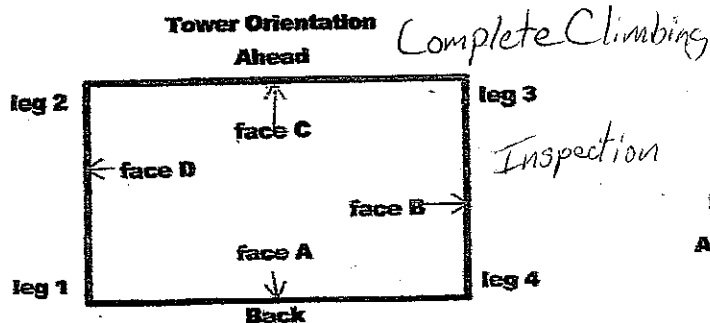 Tower Orientation
Complete Climbing
Ahead
leg 2
leg 3
face C
Inspection
face D
face B
A
face A
leg 1
leg 4
Back